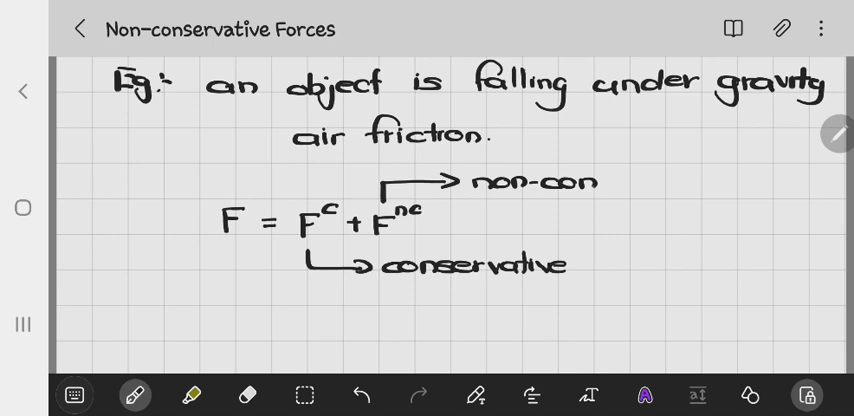 Non-conservative Forces
Eg:- an object is falling under gravity
air friction.
non-con
F = F^c + F^nc
conservative